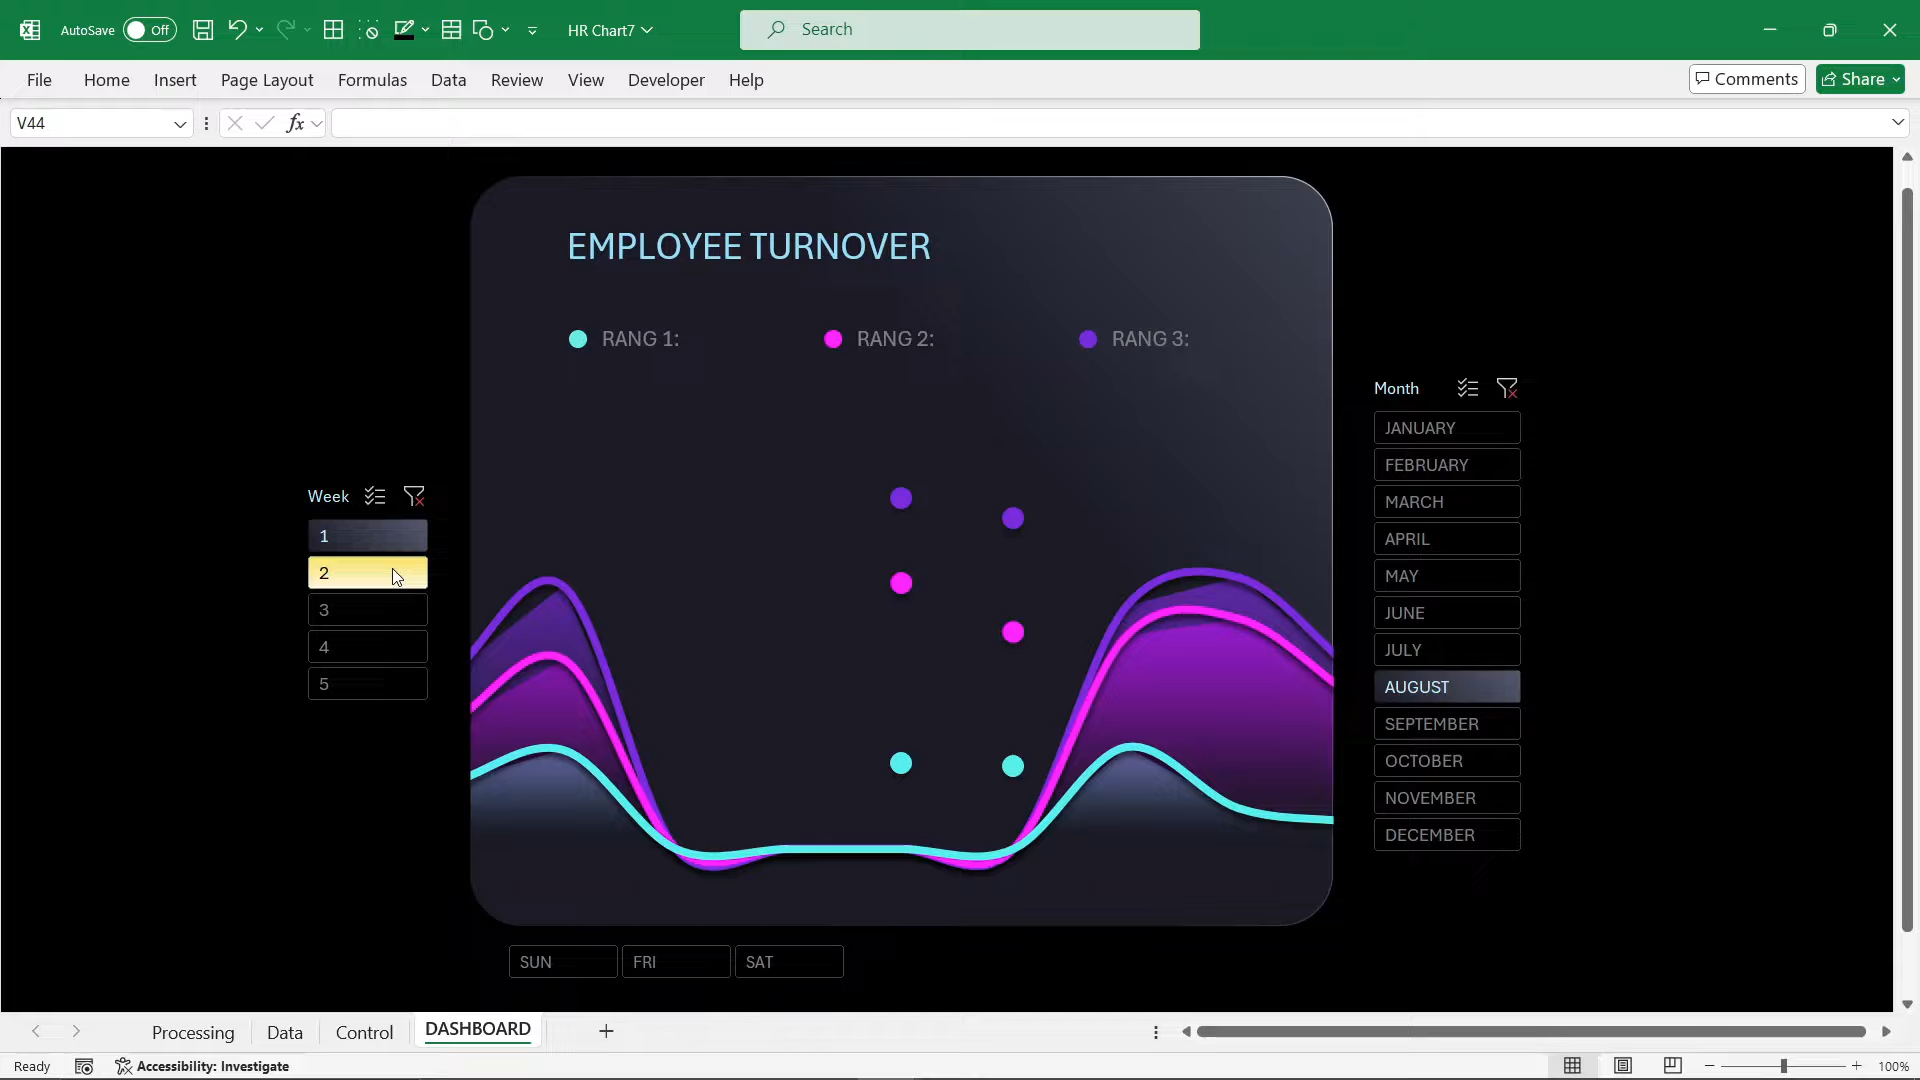 AutoSave Off HR Chart7 Search
File Home Insert Page Layout Formulas Data Review View Developer Help Comments Share
V44 fx
EMPLOYEE TURNOVER
RANG 1: RANG 2: RANG 3:
Week
1
2
3
4
5
Month
JANUARY
FEBRUARY
MARCH
APRIL
MAY
JUNE
JULY
AUGUST
SEPTEMBER
OCTOBER
NOVEMBER
DECEMBER
SUN FRI SAT
Processing Data Control DASHBOARD
Ready Accessibility: Investigate 100%